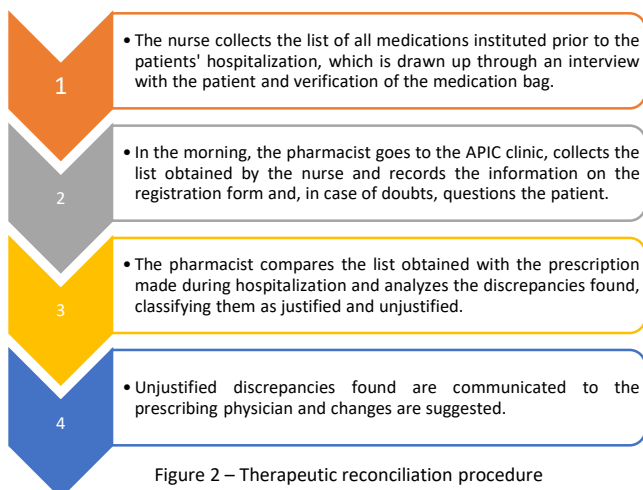 1
• The nurse collects the list of all medications instituted prior to the
patients' hospitalization, which is drawn up through an interview
with the patient and verification of the medication bag.
2
• In the morning, the pharmacist goes to the APIC clinic, collects the
list obtained by the nurse and records the information on the
registration form and, in case of doubts, questions the patient.
3
• The pharmacist compares the list obtained with the prescription
made during hospitalization and analyzes the discrepancies found,
classifying them as justified and unjustified.
4
• Unjustified discrepancies found are communicated to the
prescribing physician and changes are suggested.
Figure 2 – Therapeutic reconciliation procedure